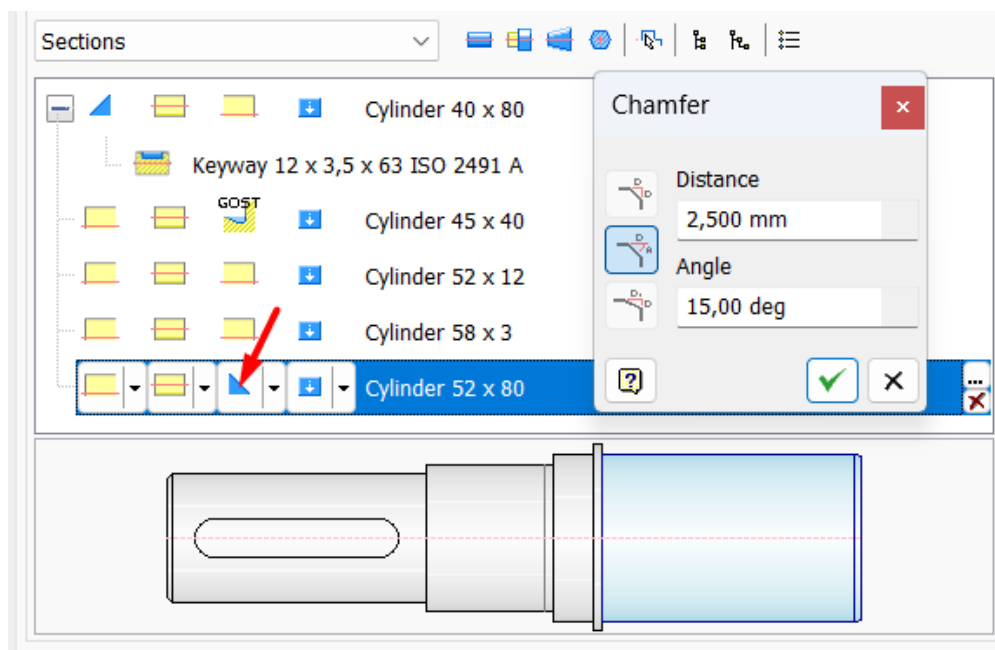 Sections
Cylinder 40 x 80
Keyway 12 x 3,5 x 63 ISO 2491 A
GOST
Cylinder 45 x 40
Cylinder 52 x 12
Cylinder 58 x 3
Cylinder 52 x 80
...
Chamfer
Distance
2,500 mm
Angle
15,00 deg